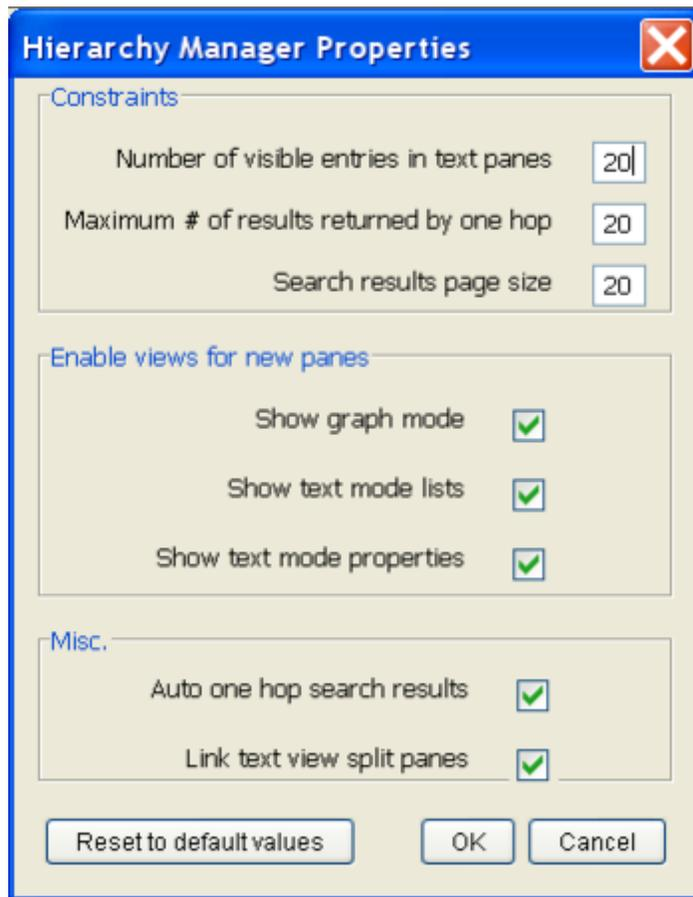 Hierarchy Manager Properties
Constraints
Number of visible entries in text panes 20
Maximum # of results returned by one hop 20
Search results page size 20
Enable views for new panes
Show graph mode
Show text mode lists
Show text mode properties
Misc.
Auto one hop search results
Link text view split panes
Reset to default values OK Cancel